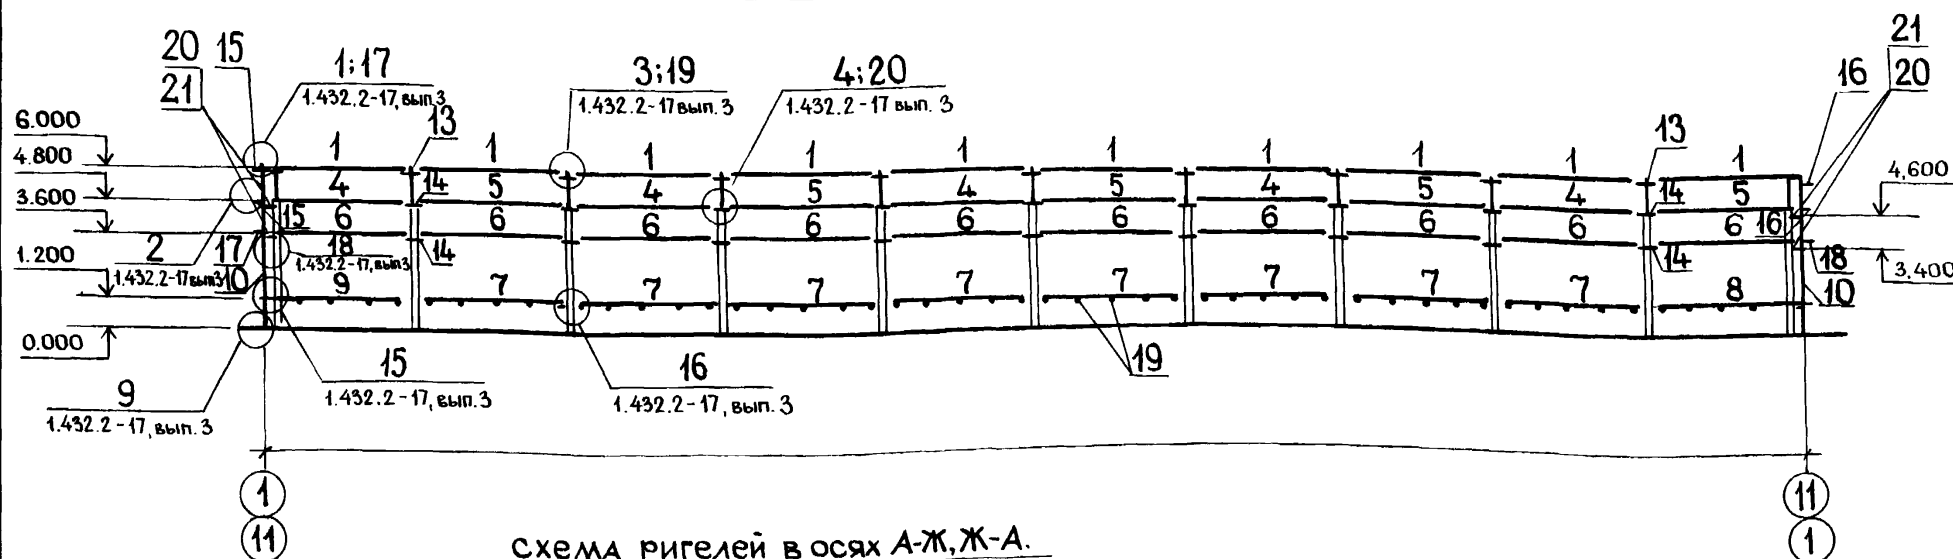 20 15
21
1;17
1.432.2-17, вып.3
3;19
1.432.2-17 вып. 3
4;20
1.432.2-17 вып. 3
21
20
16
6.000
4.800
3.600
1.200
0.000
13
13
1 1 1 1 1 1 1 1 1 1
4 14 5 4 5 4 5 4 5 4 14 5
15 6 6 6 6 6 6 6 6 6 6 16
4,600
3.400
2
1.432.2-17 вып3
17
10
18
1.432.2-17, вып3
14
14
18
10
9 7 7 7 7 7 7 7 7 8
19
9
1.432.2-17, вып. 3
15
1.432.2-17, вып. 3
16
1.432.2-17, вып. 3
1
11
11
1
схема ригелей в осях А-Ж, Ж-А.